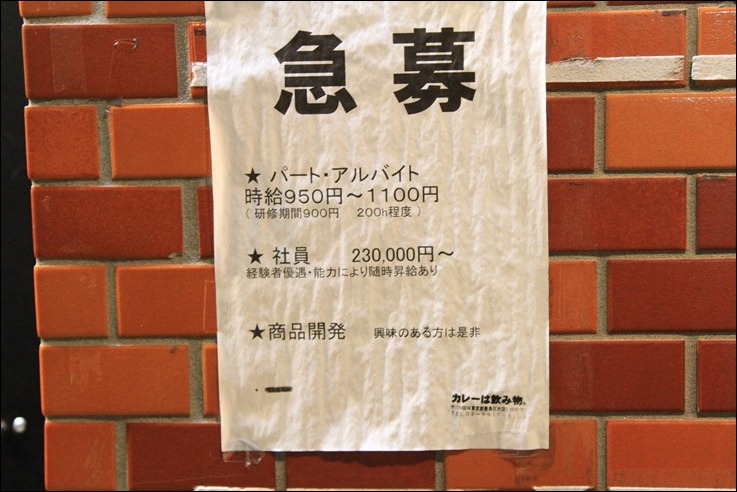 急募
★ パート・アルバイト
時給950円～1100円
( 研修期間900円 200h程度 )
★ 社員 230,000円～
経験者優遇・能力により随時昇給あり
★商品開発 興味のある方は是非
カレーは飲み物。